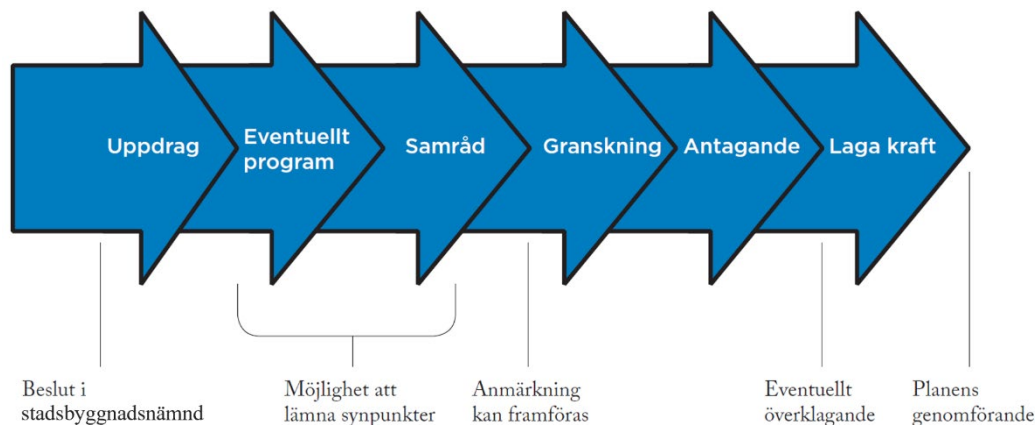 Uppdrag
Eventuellt
program
Samråd
Granskning
Antagande
Laga kraft
Beslut i
stadsbyggnadsnämnd
Möjlighet att
lämna synpunkter
Anmärkning
kan framföras
Eventuellt
överklagande
Planens
genomförande